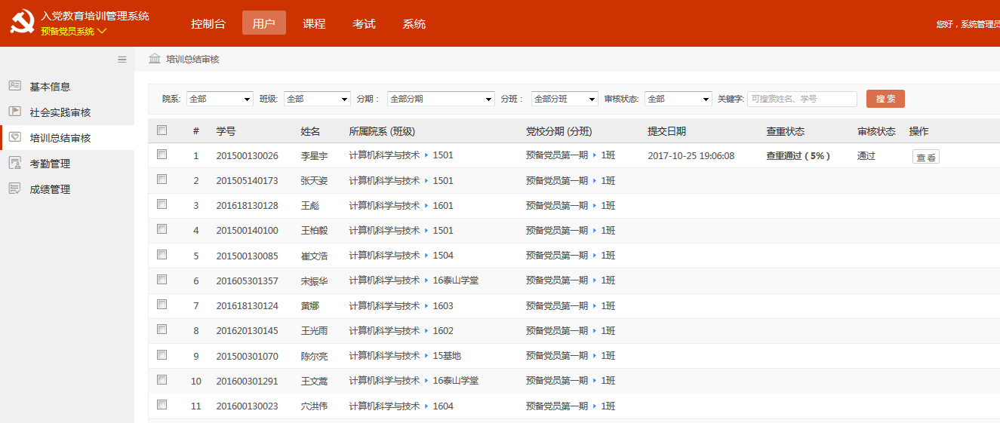 入党教育培训管理系统
预备党员系统
控制台 用户 课程 考试 系统
您好，系统管理员
培训总结审核
基本信息
社会实践审核
培训总结审核
考勤管理
成绩管理
院系: 全部 班级: 全部 分期： 全部分期 分班： 全部分班 审核状态: 全部 关键字: 可搜索姓名、学号 搜 索
# 学号 姓名 所属院系 (班级) 党校分期 (分班) 提交日期 查重状态 审核状态 操作
1 201500130026 李星宇 计算机科学与技术 1501 预备党员第一期 1班 2017-10-25 19:06:08 查重通过 ( 5% ) 通过 查 看
2 201505140173 张天姿 计算机科学与技术 1501 预备党员第一期 1班
3 201618130128 王彪 计算机科学与技术 1601 预备党员第一期 1班
4 201500140100 王柏毅 计算机科学与技术 1501 预备党员第一期 1班
5 201500130085 崔文浩 计算机科学与技术 1504 预备党员第一期 1班
6 201605301357 宋振华 计算机科学与技术 16泰山学堂 预备党员第一期 1班
7 201618130124 黄娜 计算机科学与技术 1603 预备党员第一期 1班
8 201620130145 王光雨 计算机科学与技术 1602 预备党员第一期 1班
9 201500301070 陈尔亮 计算机科学与技术 15基地 预备党员第一期 1班
10 201600301291 王文蒿 计算机科学与技术 16泰山学堂 预备党员第一期 1班
11 201600130023 穴洪伟 计算机科学与技术 1604 预备党员第一期 1班